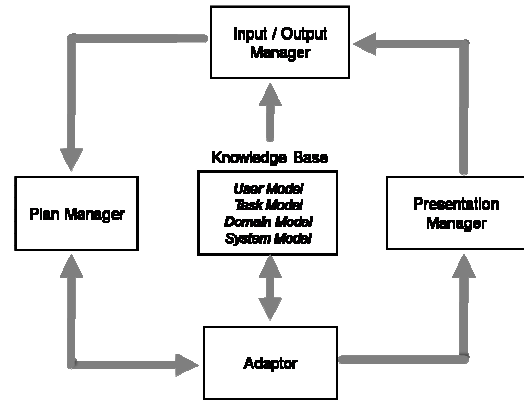 Input / Output
Manager
Knowledge Base
User Model
Task Model
Domain Model
System Model
Plan Manager
Presentation
Manager
Adaptor